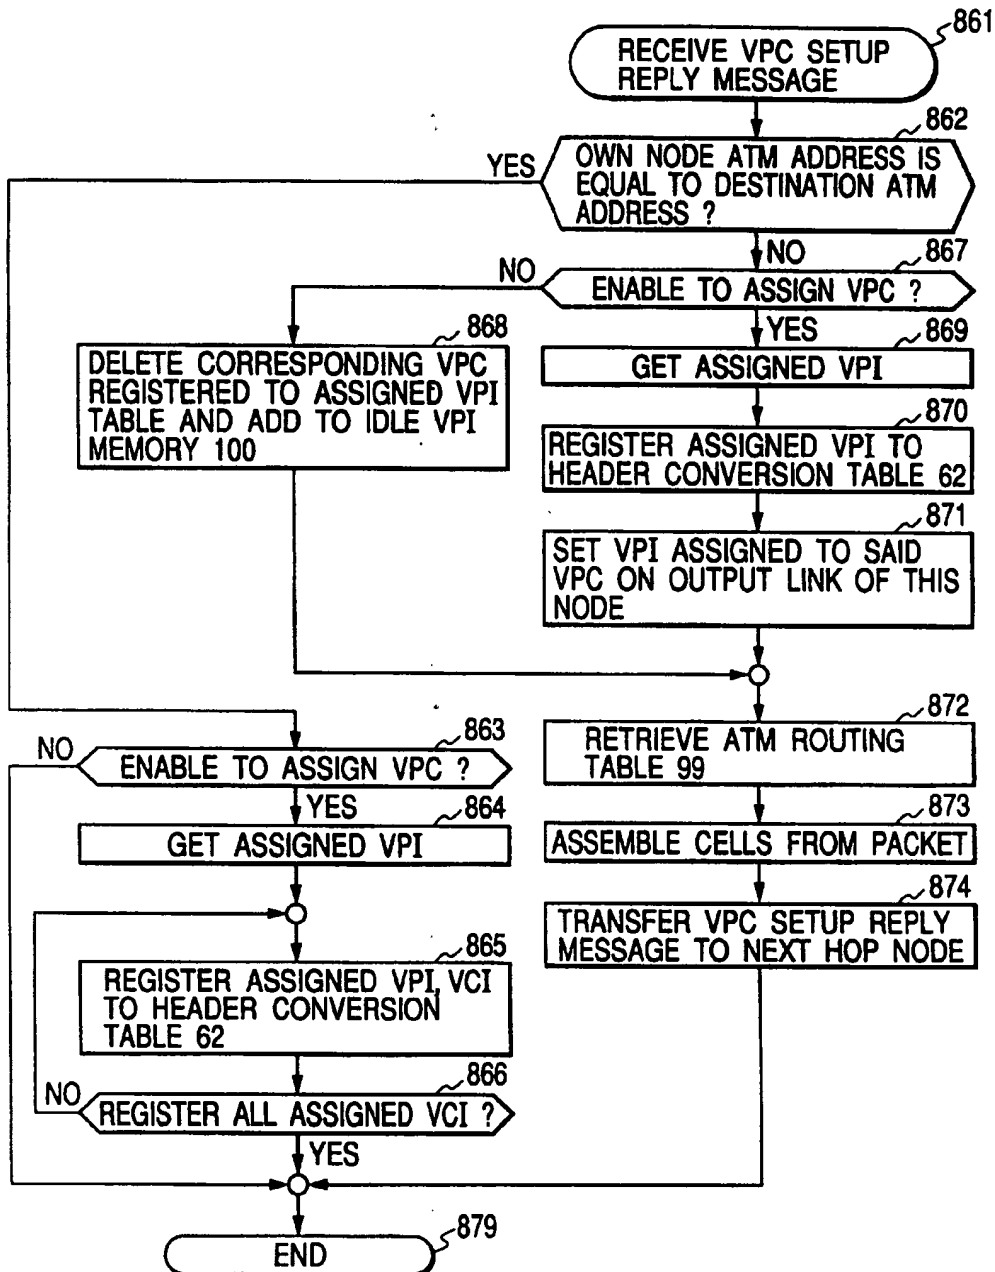 861
RECEIVE VPC SETUP
REPLY MESSAGE
862
OWN NODE ATM ADDRESS IS
EQUAL TO DESTINATION ATM
ADDRESS ?
YES
NO
867
ENABLE TO ASSIGN VPC ?
NO
YES
868
DELETE CORRESPONDING VPC
REGISTERED TO ASSIGNED VPI
TABLE AND ADD TO IDLE VPI
MEMORY 100
869
GET ASSIGNED VPI
870
REGISTER ASSIGNED VPI TO
HEADER CONVERSION TABLE 62
871
SET VPI ASSIGNED TO SAID
VPC ON OUTPUT LINK OF THIS
NODE
872
RETRIEVE ATM ROUTING
TABLE 99
873
ASSEMBLE CELLS FROM PACKET
874
TRANSFER VPC SETUP REPLY
MESSAGE TO NEXT HOP NODE
863
NO
ENABLE TO ASSIGN VPC ?
YES
864
GET ASSIGNED VPI
865
REGISTER ASSIGNED VPI, VCI
TO HEADER CONVERSION
TABLE 62
866
NO
REGISTER ALL ASSIGNED VCI ?
YES
879
END